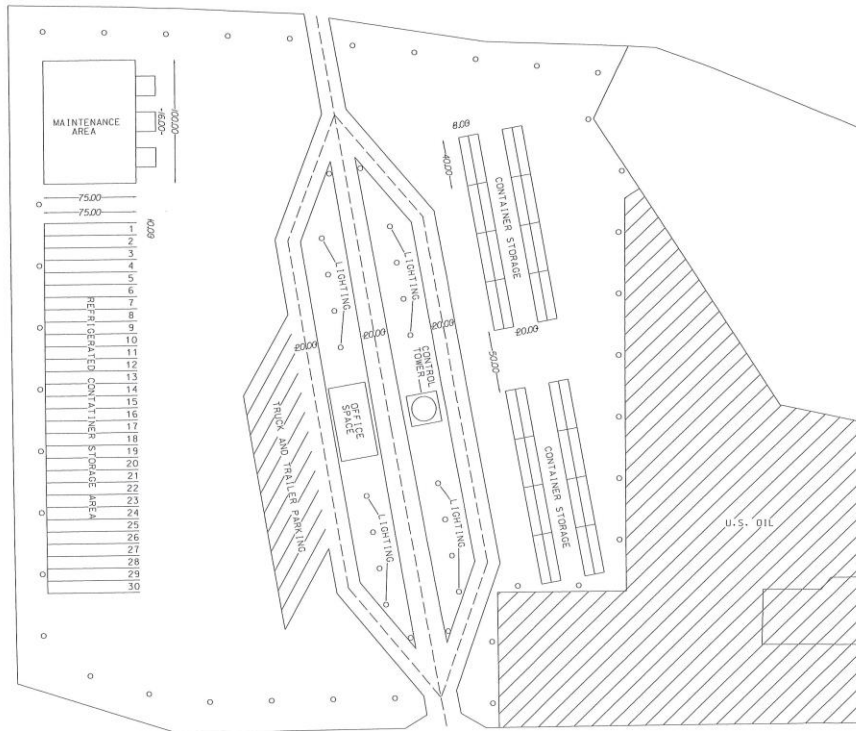 MAINTENANCE
AREA
100.00
-16.00-
75.00
75.00
10.00
1
2
3
4
5
6
7
8
9
10
11
12
13
14
15
16
17
18
19
20
21
22
23
24
25
26
27
28
29
30
REFRIGERATED CONTATINER STORAGE AREA
TRUCK AND TRAILER PARKING
20.00
20.00
20.00
LIGHTING
LIGHTING
OFFICE
SPACE
CONTROL
TOWER
LIGHTING
LIGHTING
8.00
40.00
CONTAINER STORAGE
20.00
50.00
CONTAINER STORAGE
U.S. OIL